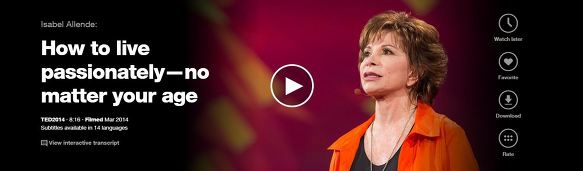 Isabel Allende:
How to live
passionately—no
matter your age
TED2014 · 8:16 · Filmed Mar 2014
Subtitles available in 14 languages
View interactive transcript
Watch later
Favorite
Download
Rate